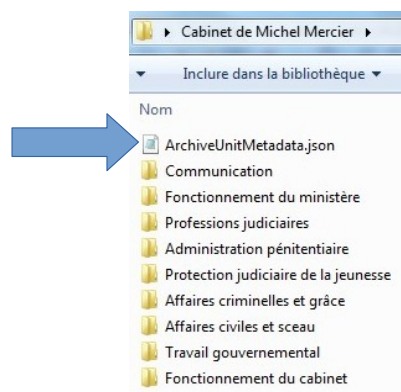 Cabinet de Michel Mercier
Inclure dans la bibliothèque
Nom
ArchiveUnitMetadata.json
Communication
Fonctionnement du ministère
Professions judiciaires
Administration pénitentiaire
Protection judiciaire de la jeunesse
Affaires criminelles et grâce
Affaires civiles et sceau
Travail gouvernemental
Fonctionnement du cabinet